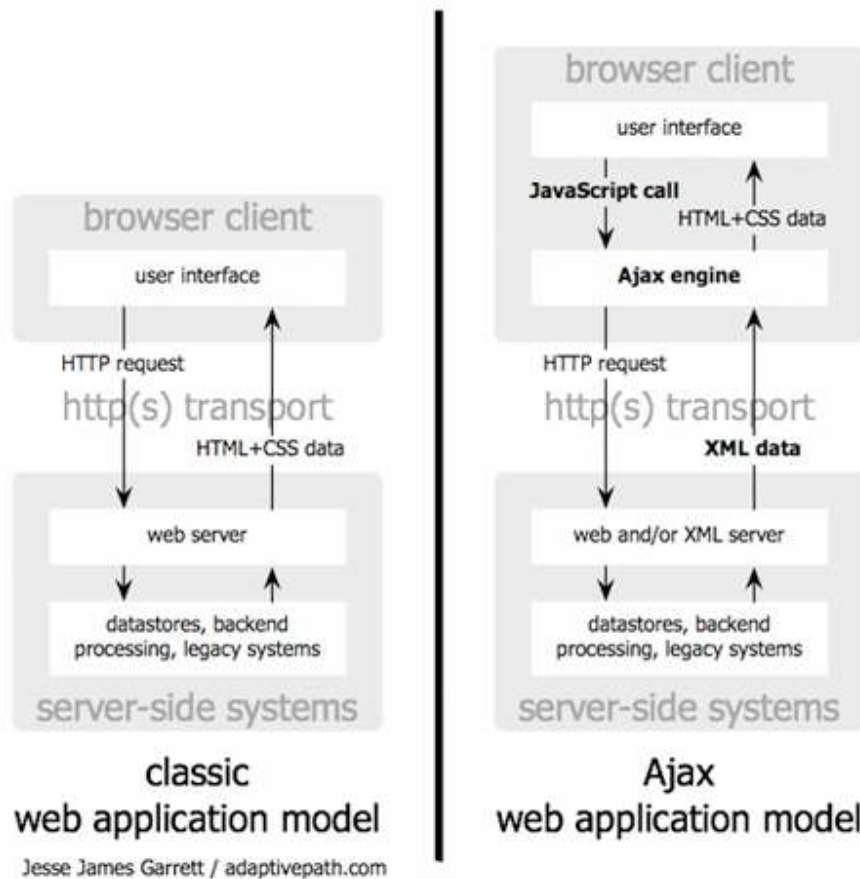 browser client
user interface
HTTP request
http(s) transport
HTML+CSS data
web server
datastores, backend
processing, legacy systems
server-side systems
classic
web application model
Jesse James Garrett / adaptivepath.com
browser client
user interface
JavaScript call
HTML+CSS data
Ajax engine
HTTP request
http(s) transport
XML data
web and/or XML server
datastores, backend
processing, legacy systems
server-side systems
Ajax
web application model